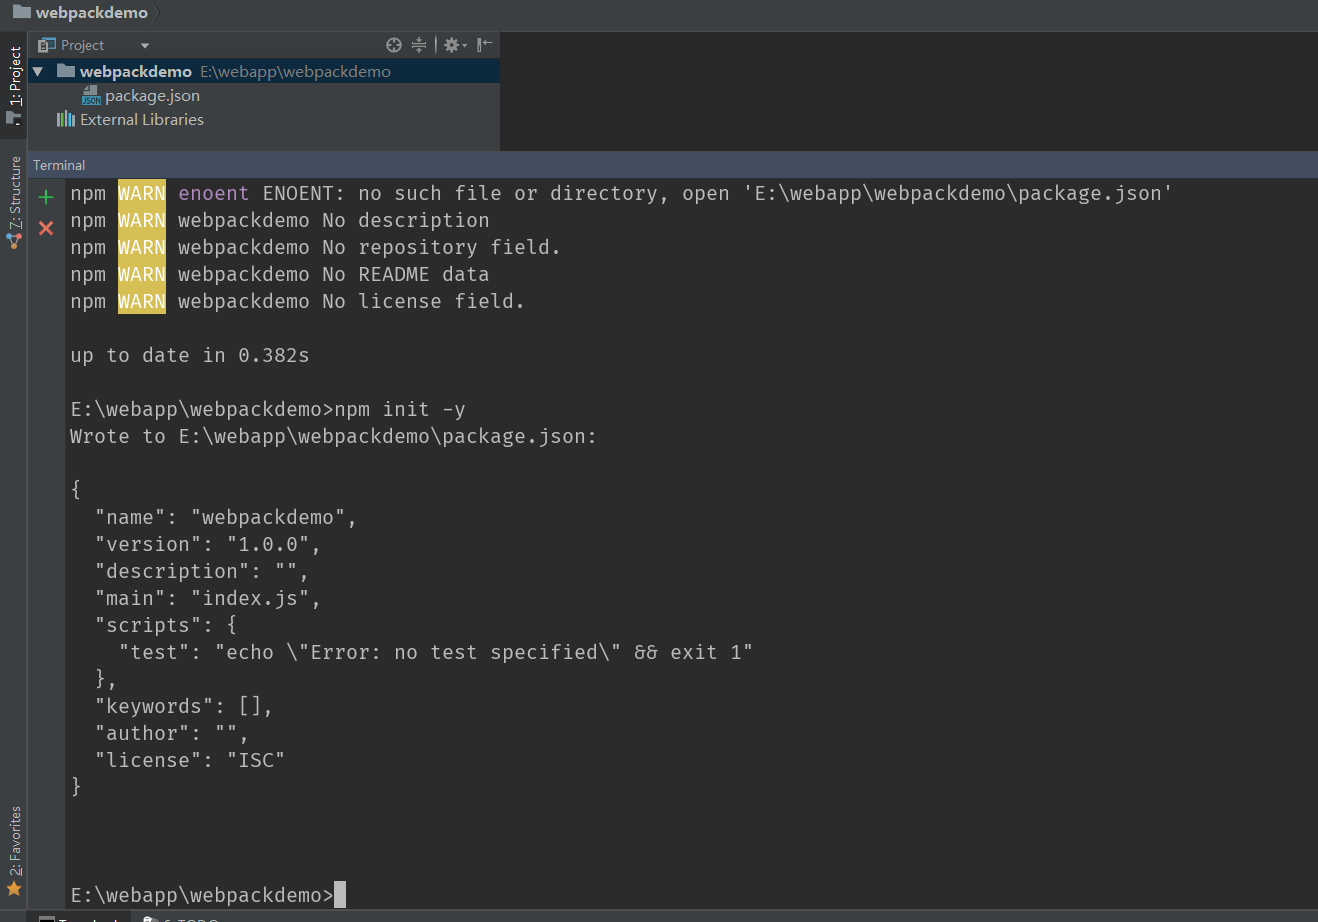 webpackdemo
Project
webpackdemo E:\webapp\webpackdemo
package.json
External Libraries
1: Project
7: Structure
2: Favorites
Terminal
npm WARN enoent ENOENT: no such file or directory, open 'E:\webapp\webpackdemo\package.json'
npm WARN webpackdemo No description
npm WARN webpackdemo No repository field.
npm WARN webpackdemo No README data
npm WARN webpackdemo No license field.
up to date in 0.382s
E:\webapp\webpackdemo>npm init -y
Wrote to E:\webapp\webpackdemo\package.json:
{
  "name": "webpackdemo",
  "version": "1.0.0",
  "description": "",
  "main": "index.js",
  "scripts": {
    "test": "echo \"Error: no test specified\" && exit 1"
  },
  "keywords": [],
  "author": "",
  "license": "ISC"
}
E:\webapp\webpackdemo>